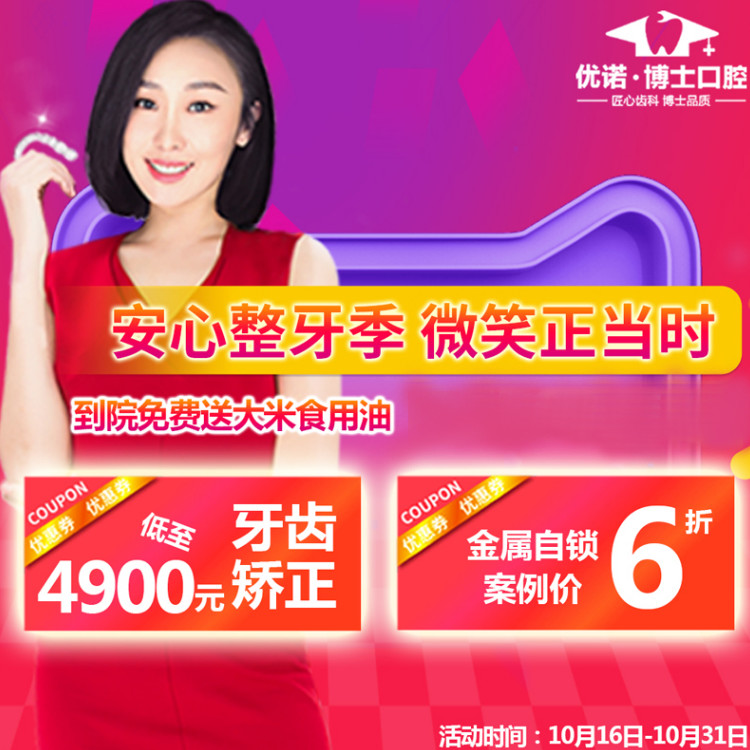 优诺·博士口腔
匠心齿科 博士品质
安心整牙季 微笑正当时
到院免费送大米食用油
COUPON
优惠券 优惠券
低至
4900元
牙齿
矫正
COUPON
优惠券 优惠券
金属自锁
案例价
6折
活动时间：10月16日-10月31日